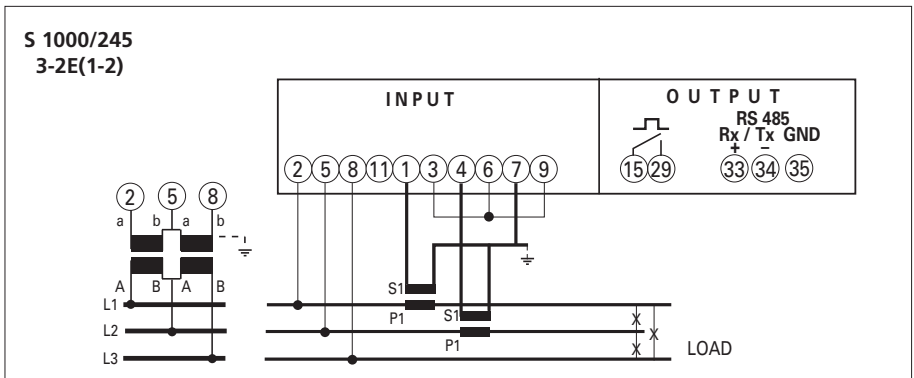 S 1000/245
3-2E(1-2)
INPUT
OUTPUT
RS 485
Rx / Tx GND
+ −
2 5 8 11 1 3 4 6 7 9
15 29 33 34 35
2 5 8
a b a b
A B A B
S1
P1
S1
P1
L1
L2
L3
X
X
X
LOAD